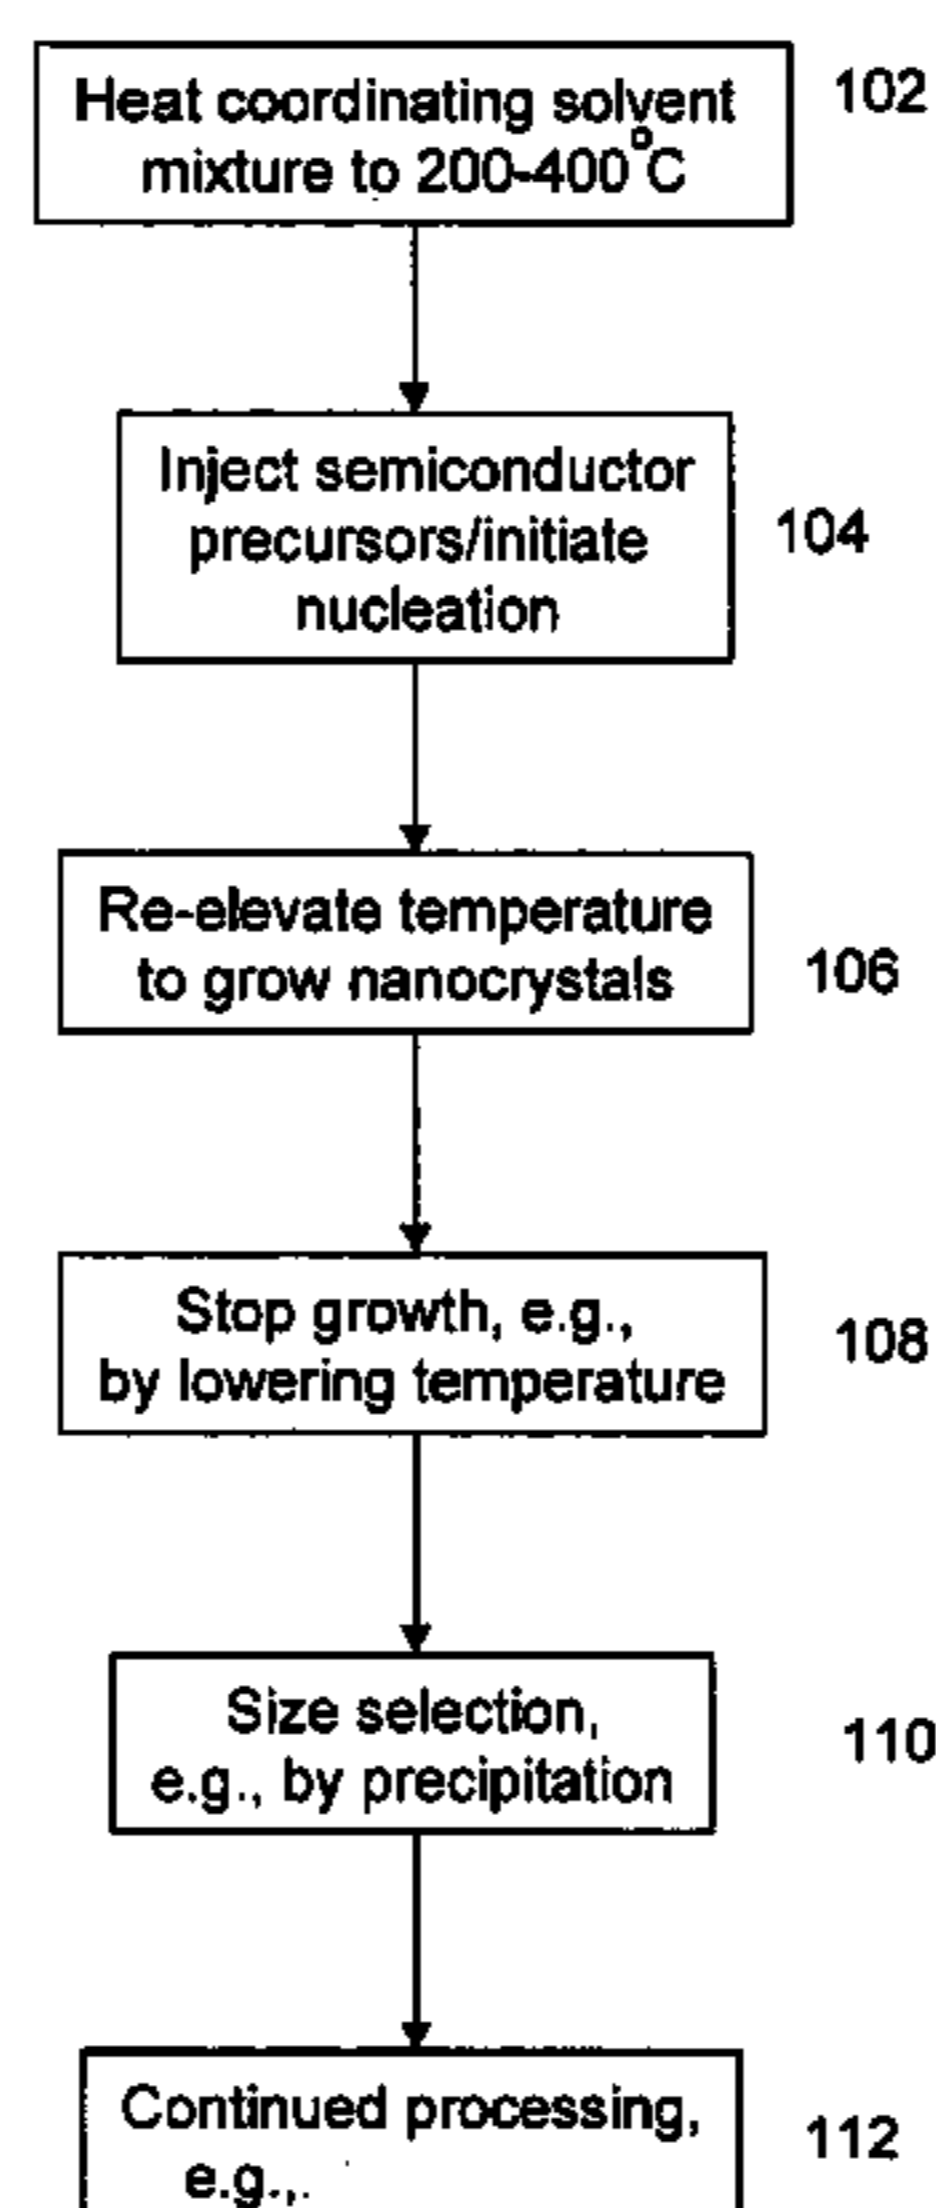 Heat coordinating solvent
mixture to 200-400°C
102
Inject semiconductor
precursors/initiate
nucleation
104
Re-elevate temperature
to grow nanocrystals
106
Stop growth, e.g.,
by lowering temperature
108
Size selection,
e.g., by precipitation
110
Continued processing,
e.g.,.
112